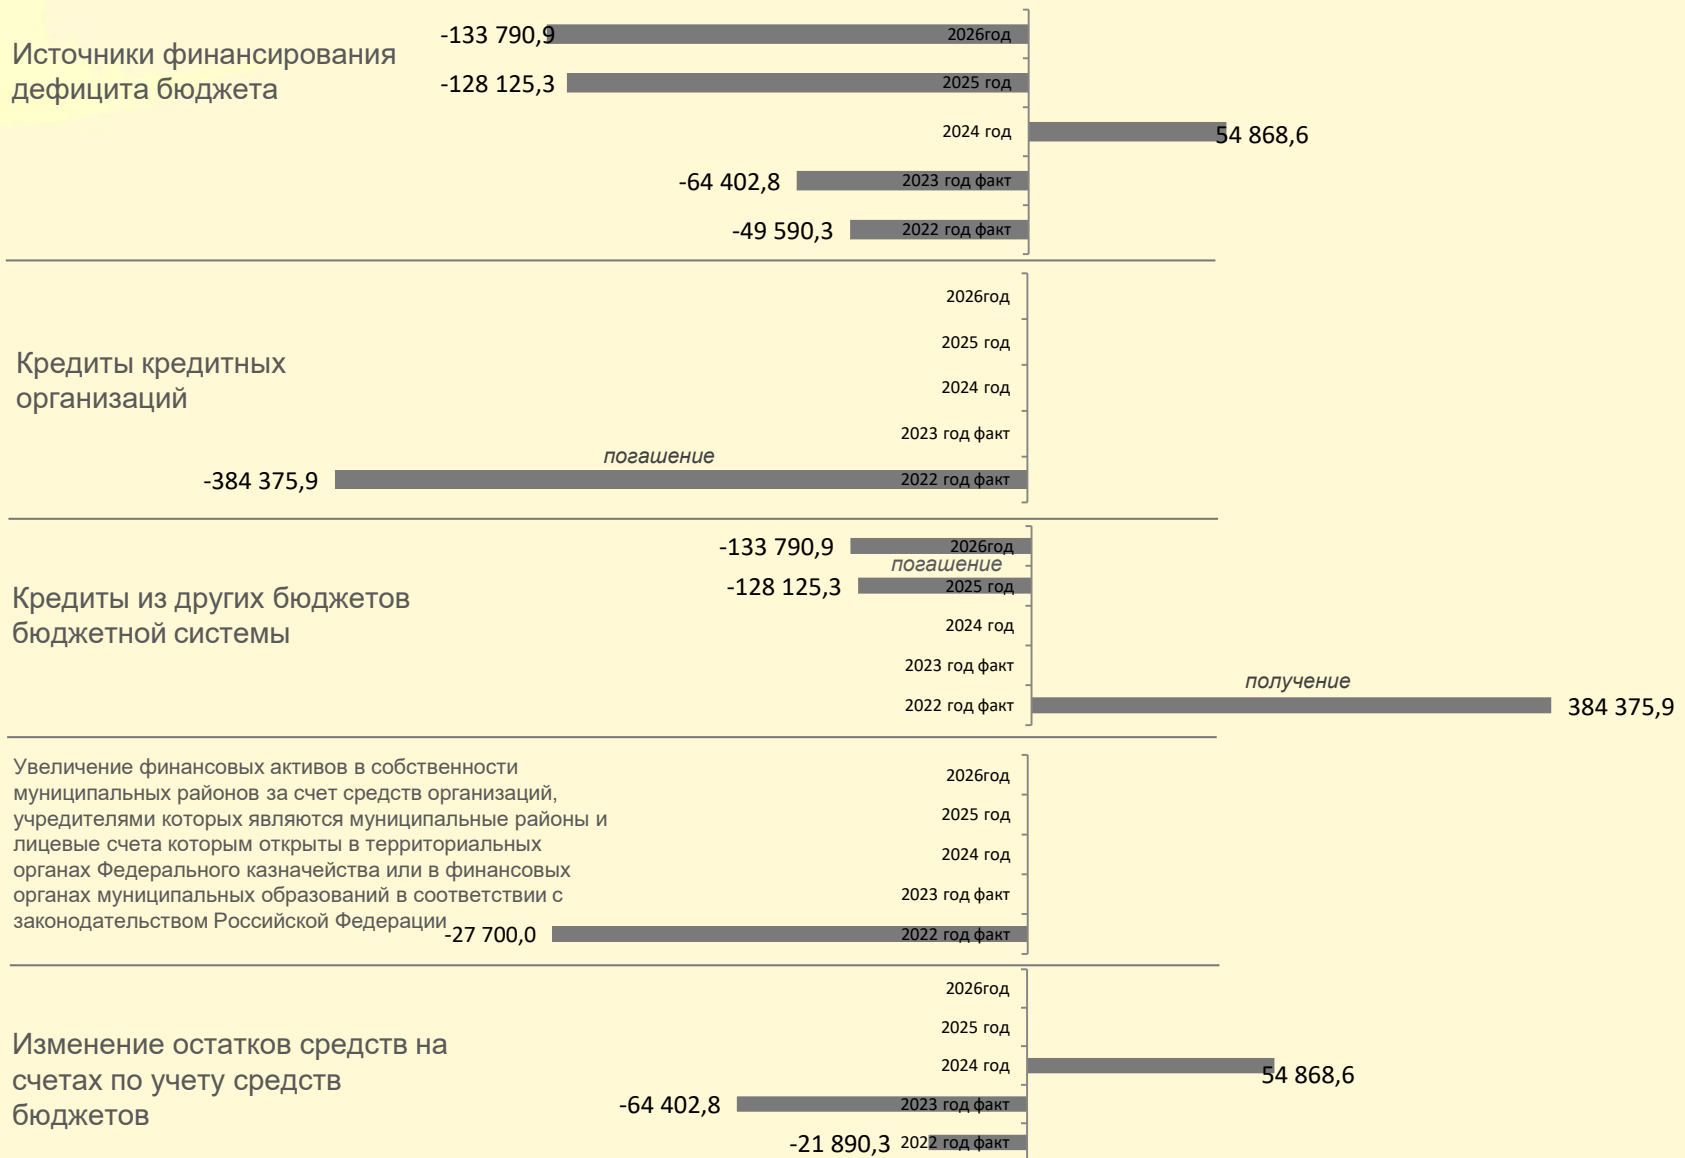 -133 790,9
2026год
Источники финансирования
дефицита бюджета
-128 125,3
2025 год
2024 год
54 868,6
-64 402,8
2023 год факт
-49 590,3
2022 год факт
2026год
2025 год
Кредиты кредитных
организаций
2024 год
2023 год факт
погашение
-384 375,9
2022 год факт
-133 790,9
2026год
погашение
-128 125,3
2025 год
Кредиты из других бюджетов
бюджетной системы
2024 год
2023 год факт
получение
2022 год факт
384 375,9
Увеличение финансовых активов в собственности
муниципальных районов за счет средств организаций,
учредителями которых являются муниципальные районы и
лицевые счета которым открыты в территориальных
органах Федерального казначейства или в финансовых
органах муниципальных образований в соответствии с
законодательством Российской Федерации
2026год
2025 год
2024 год
2023 год факт
-27 700,0
2022 год факт
2026год
2025 год
Изменение остатков средств на
счетах по учету средств
бюджетов
2024 год
54 868,6
-64 402,8
2023 год факт
-21 890,3
2022 год факт